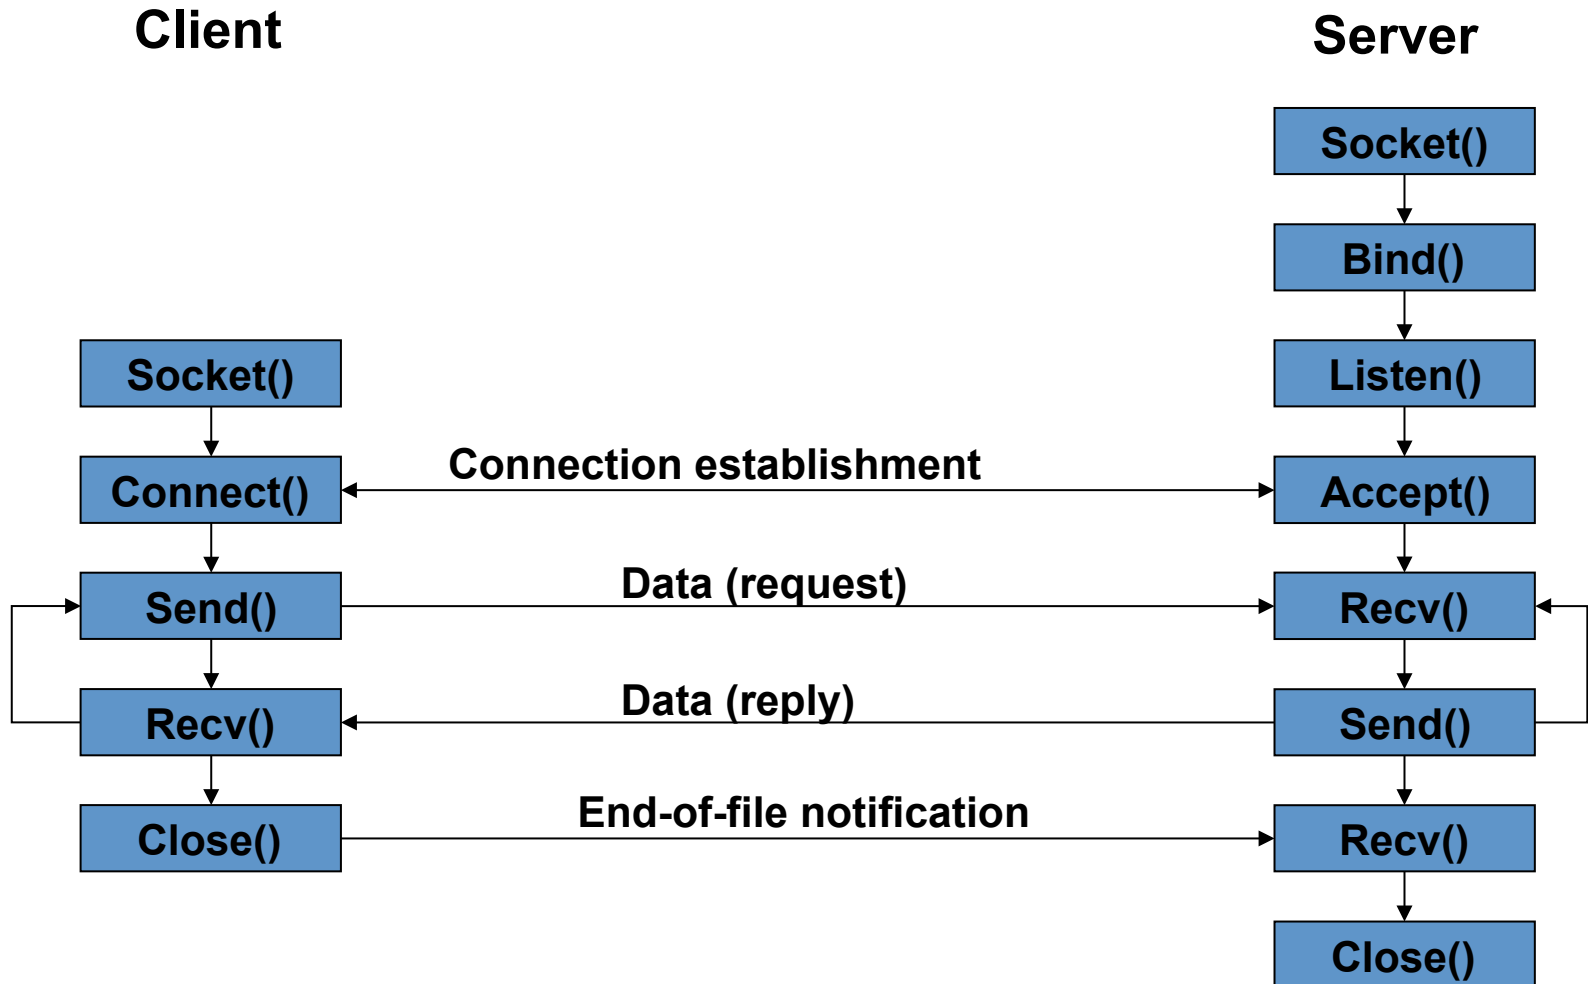 Client
Server
Socket()
Bind()
Socket()
Listen()
Connection establishment
Connect()
Accept()
Data (request)
Send()
Recv()
Data (reply)
Recv()
Send()
End-of-file notification
Close()
Recv()
Close()